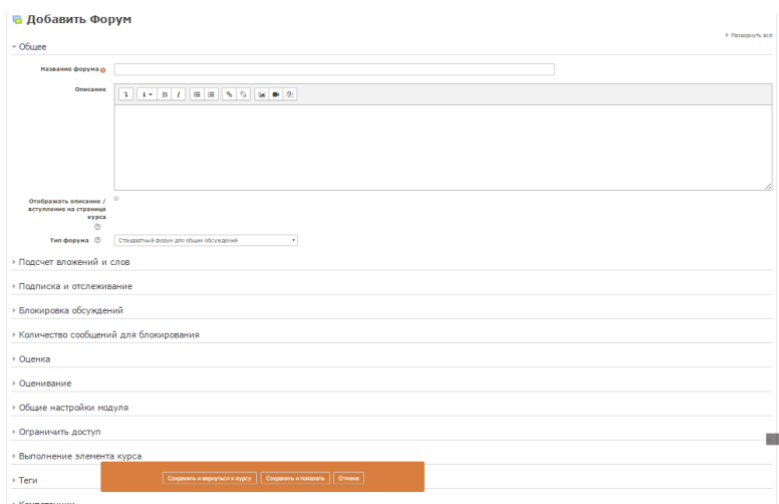 Добавить Форум
Развернуть всё
Общее
Название форума
Описание
Отображать описание /
вступление на странице
курса
Тип форума Стандартный форум для общих обсуждений
Подсчет вложений и слов
Подписка и отслеживание
Блокировка обсуждений
Количество сообщений для блокирования
Оценка
Оценивание
Общие настройки модуля
Ограничить доступ
Выполнение элемента курса
Теги
Сохранить и вернуться к курсу Сохранить и показать Отмена